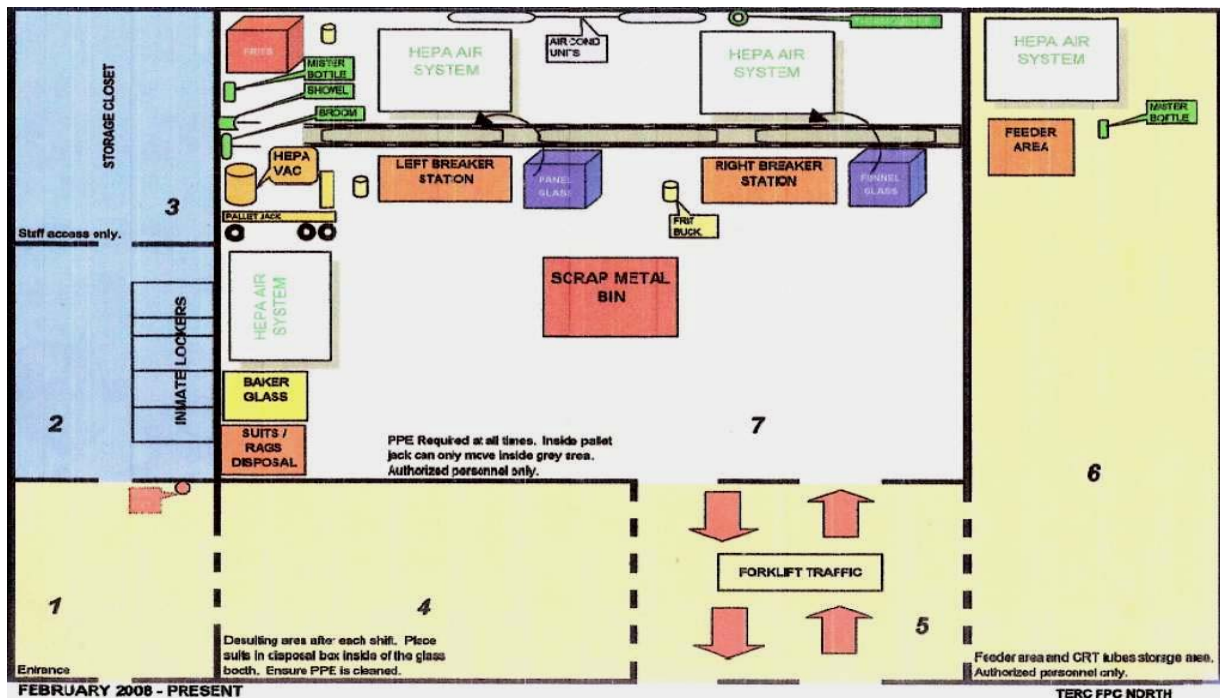 STORAGE CLOSET
3
Staff access only.
INMATE LOCKERS
2
1
Entrance
FRITS
MISTER
BOTTLE
SHOVEL
BROOM
HEPA
VAC
PALLET JACK
HEPA AIR
SYSTEM
AIR COND
UNITS
HEPA AIR
SYSTEM
LEFT BREAKER
STATION
PANEL
GLASS
RIGHT BREAKER
STATION
FUNNEL
GLASS
FRIT
BUCK
HEPA AIR
SYSTEM
SCRAP METAL
BIN
BAKER
GLASS
SUITS /
RAGS
DISPOSAL
PPE Required at all times. Inside pallet
jack can only move inside grey area.
Authorized personnel only.
7
4
Desuiting area after each shift. Place
suits in disposal box inside of the glass
booth. Ensure PPE is cleaned.
FORKLIFT TRAFFIC
5
HEPA AIR
SYSTEM
FEEDER
AREA
MISTER
BOTTLE
6
Feeder area and CRT tubes storage area.
Authorized personnel only.
FEBRUARY 2008 - PRESENT
TERC FPC NORTH